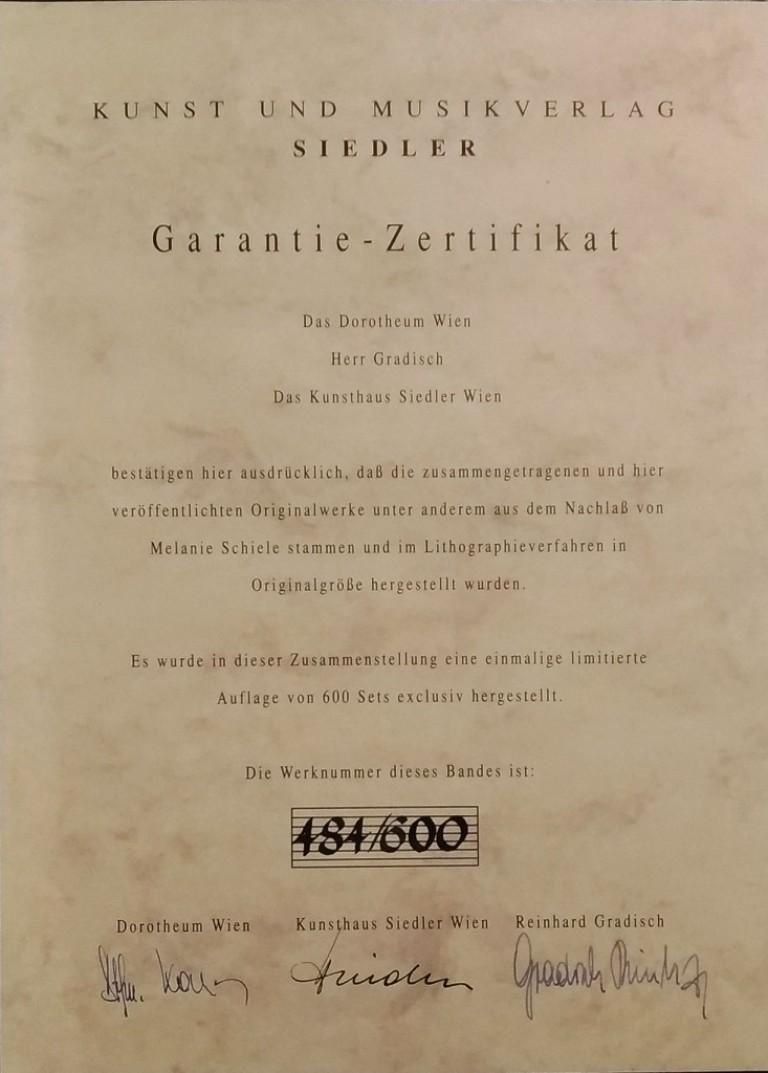 KUNST UND MUSIKVERLAG
SIEDLER
Garantie-Zertifikat
Das Dorotheum Wien
Herr Gradisch
Das Kunsthaus Siedler Wien
bestätigen hier ausdrücklich, daß die zusammengetragenen und hier
veröffentlichten Originalwerke unter anderem aus dem Nachlaß von
Melanie Schiele stammen und im Lithographieverfahren in
Originalgröße hergestellt wurden.
Es wurde in dieser Zusammenstellung eine einmalige limitierte
Auflage von 600 Sets exclusiv hergestellt.
Die Werknummer dieses Bandes ist:
484/600
Dorotheum Wien Kunsthaus Siedler Wien Reinhard Gradisch